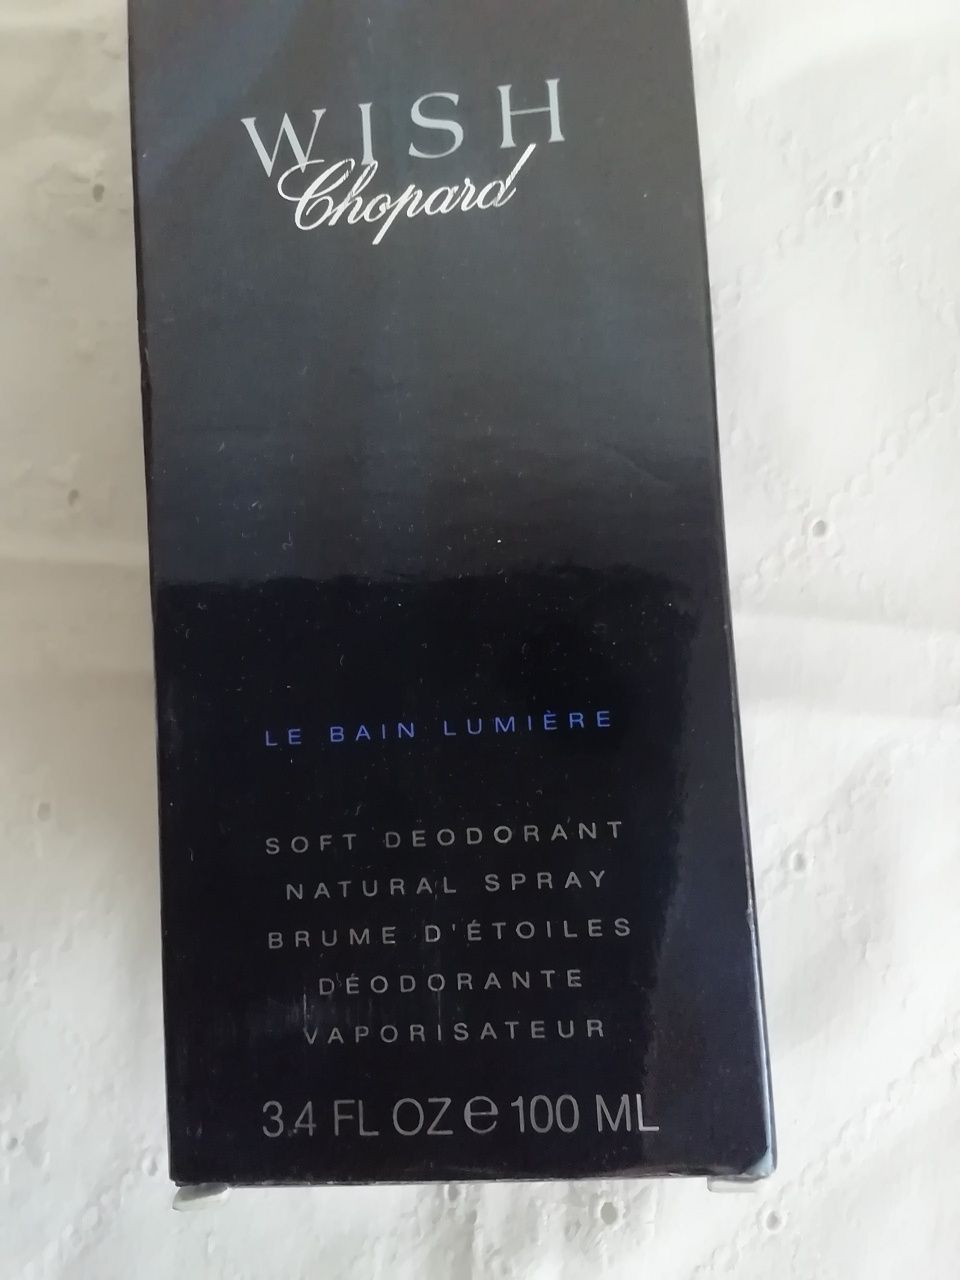 WISH
Chopard
LE BAIN LUMIÈRE
SOFT DEODORANT
NATURAL SPRAY
BRUME D'ÉTOILES
DÉODORANTE
VAPORISATEUR
3.4 FL OZ e 100 ML